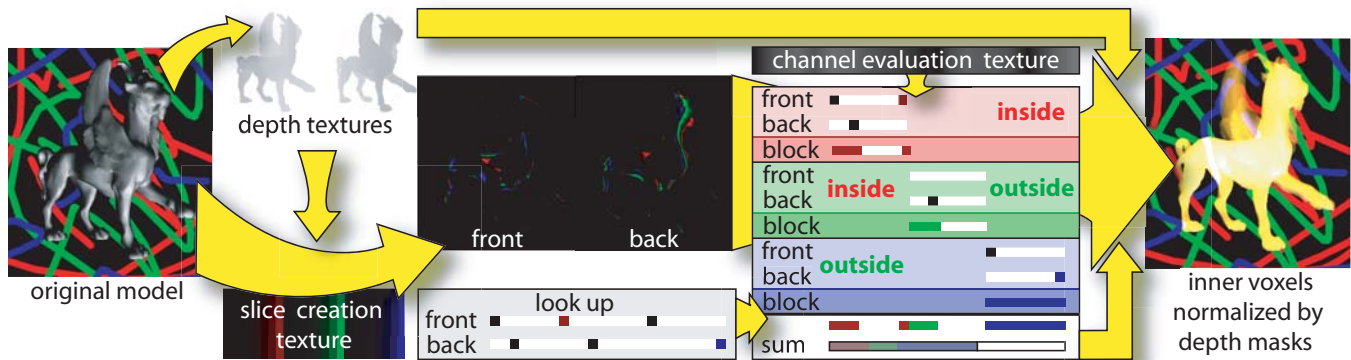 original model
depth textures
slice creation
texture
front
back
look up
front
back
channel evaluation texture
front
back
inside
block
front
back
inside
outside
block
front
back
outside
block
sum
inner voxels
normalized by
depth masks